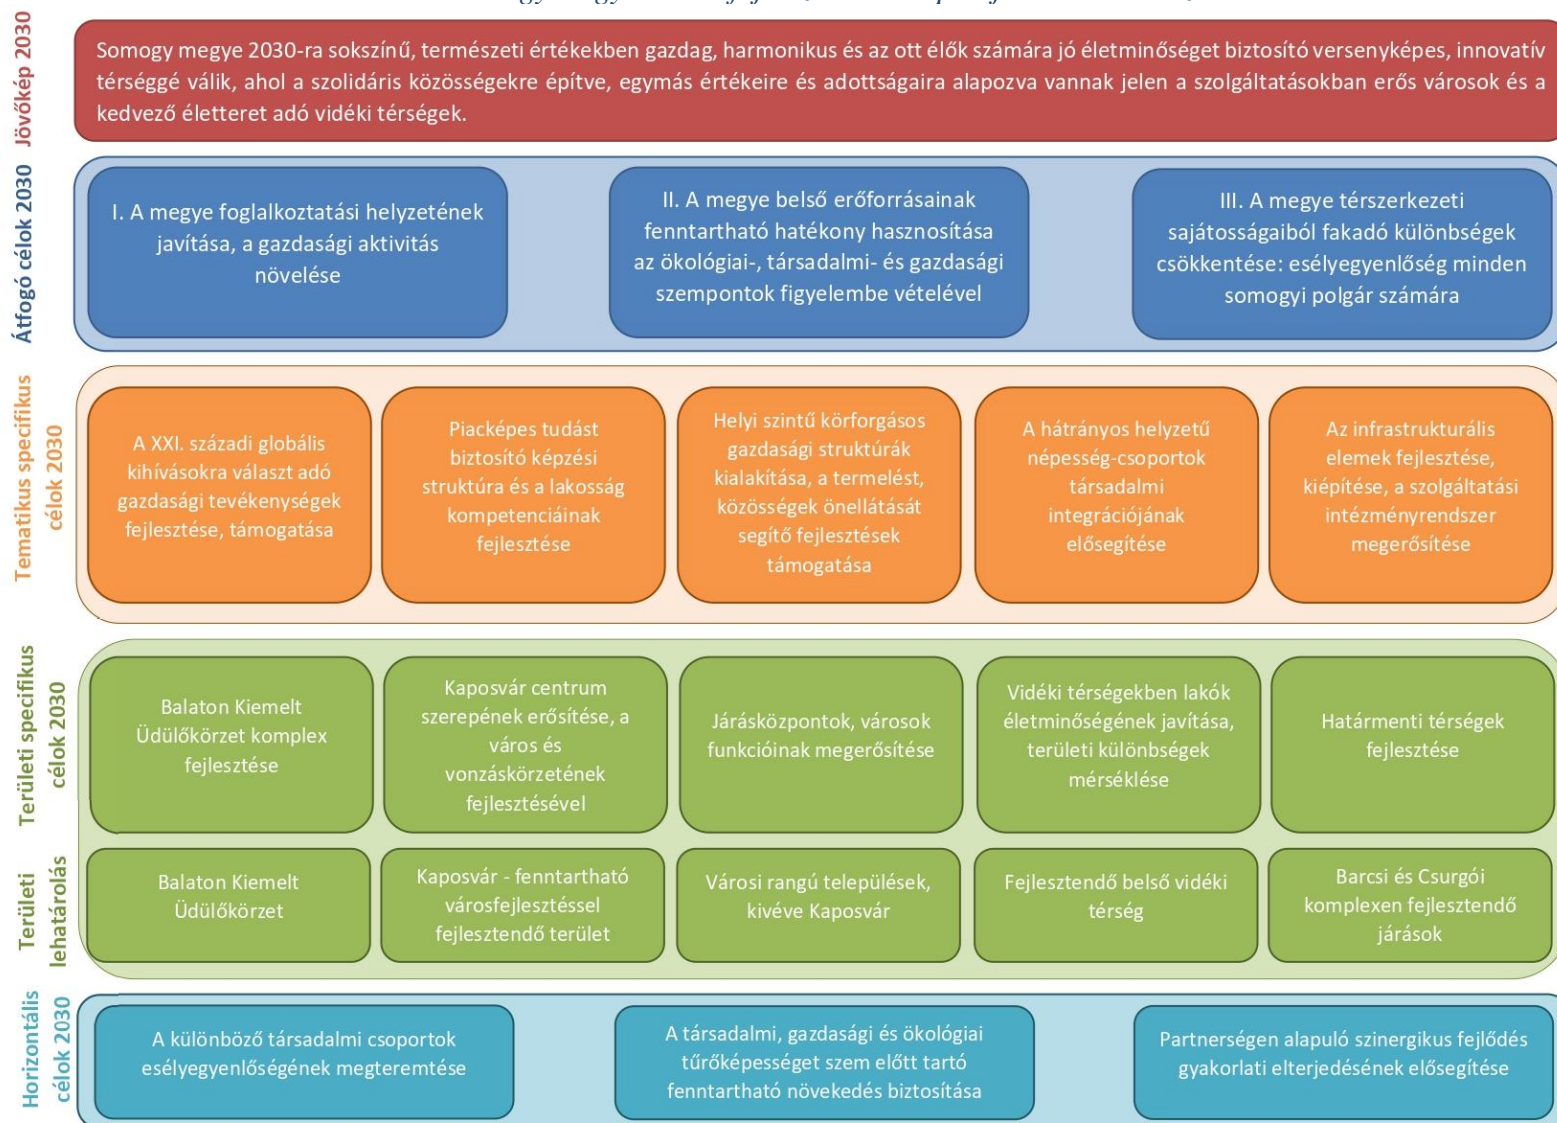 Jövőkép 2030
Somogy megye 2030-ra sokszínű, természeti értékekben gazdag, harmonikus és az ott élők számára jó életminőséget biztosító versenyképes, innovatív
térséggé válik, ahol a szolidáris közösségekre építve, egymás értékeire és adottságaira alapozva vannak jelen a szolgáltatásokban erős városok és a
kedvező életteret adó vidéki térségek.
Átfogó célok 2030
I. A megye foglalkoztatási helyzetének
javítása, a gazdasági aktivitás
növelése
II. A megye belső erőforrásainak
fenntartható hatékony hasznosítása
az ökológiai-, társadalmi- és gazdasági
szempontok figyelembe vételével
III. A megye térszerkezeti
sajátosságaiból fakadó különbségek
csökkentése: esélyegyenlőség minden
somogyi polgár számára
Tematikus specifikus
célok 2030
A XXI. századi globális
kihívásokra választ adó
gazdasági tevékenységek
fejlesztése, támogatása
Piacképes tudást
biztosító képzési
struktúra és a lakosság
kompetenciáinak
fejlesztése
Helyi szintű körforgásos
gazdasági struktúrák
kialakítása, a termelést,
közösségek önellátását
segítő fejlesztések
támogatása
A hátrányos helyzetű
népesség-csoportok
társadalmi
integrációjának
elősegítése
Az infrastrukturális
elemek fejlesztése,
kiépítése, a szolgáltatási
intézményrendszer
megerősítése
Területi specifikus
célok 2030
Balaton Kiemelt
Üdülőkörzet komplex
fejlesztése
Kaposvár centrum
szerepének erősítése, a
város és
vonzáskörzetének
fejlesztésével
Járásközpontok, városok
funkcióinak megerősítése
Vidéki térségekben lakók
életminőségének javítása,
területi különbségek
mérséklése
Határmenti térségek
fejlesztése
Területi
lehatárolás
Balaton Kiemelt
Üdülőkörzet
Kaposvár - fenntartható
városfejlesztéssel
fejlesztendő terület
Városi rangú települések,
kivéve Kaposvár
Fejlesztendő belső vidéki
térség
Barcsi és Csurgói
komplexen fejlesztendő
járások
Horizontális
célok 2030
A különböző társadalmi csoportok
esélyegyenlőségének megteremtése
A társadalmi, gazdasági és ökológiai
tűrőképességet szem előtt tartó
fenntartható növekedés biztosítása
Partnerségen alapuló szinergikus fejlődés
gyakorlati elterjedésének elősegítése